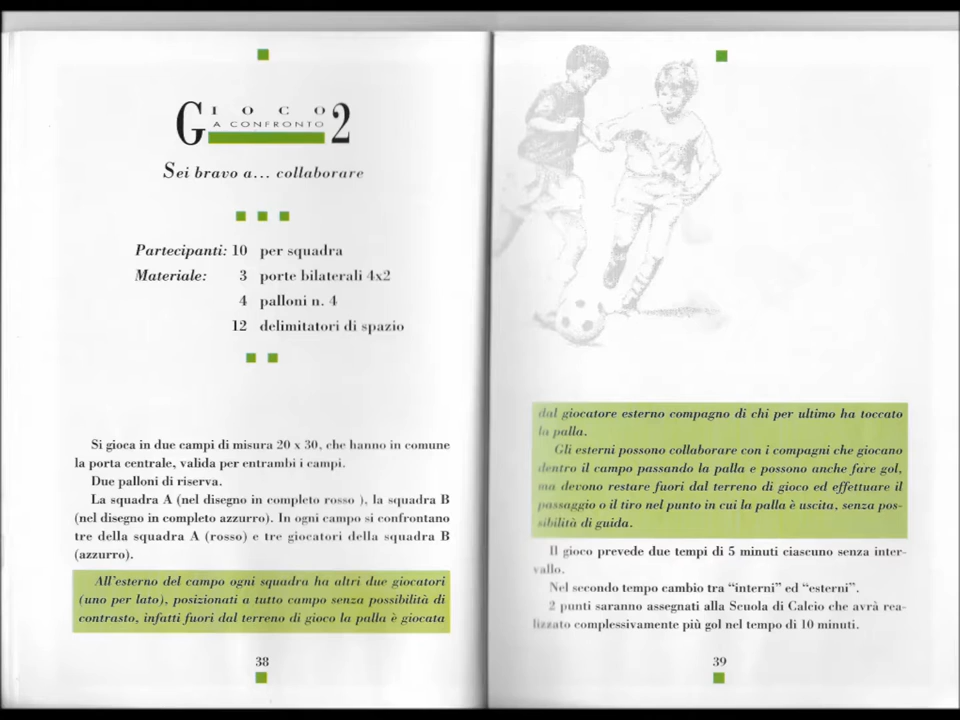 GIOCO 2
A CONFRONTO
Sei bravo a... collaborare
Partecipanti: 10 per squadra
Materiale: 3 porte bilaterali 4x2
4 palloni n. 4
12 delimitatori di spazio
Si gioca in due campi di misura 20 x 30, che hanno in comune
la porta centrale, valida per entrambi i campi.
Due palloni di riserva.
La squadra A (nel disegno in completo rosso ), la squadra B
(nel disegno in completo azzurro). In ogni campo si confrontano
tre della squadra A (rosso) e tre giocatori della squadra B
(azzurro).
All'esterno del campo ogni squadra ha altri due giocatori
(uno per lato), posizionati a tutto campo senza possibilità di
contrasto, infatti fuori dal terreno di gioco la palla è giocata
38
dal giocatore esterno compagno di chi per ultimo ha toccato
la palla.
Gli esterni possono collaborare con i compagni che giocano
dentro il campo passando la palla e possono anche fare gol,
ma devono restare fuori dal terreno di gioco ed effettuare il
passaggio o il tiro nel punto in cui la palla è uscita, senza pos-
sibilità di guida.
Il gioco prevede due tempi di 5 minuti ciascuno senza inter-
vallo.
Nel secondo tempo cambio tra "interni" ed "esterni".
2 punti saranno assegnati alla Scuola di Calcio che avrà rea-
lizzato complessivamente più gol nel tempo di 10 minuti.
39